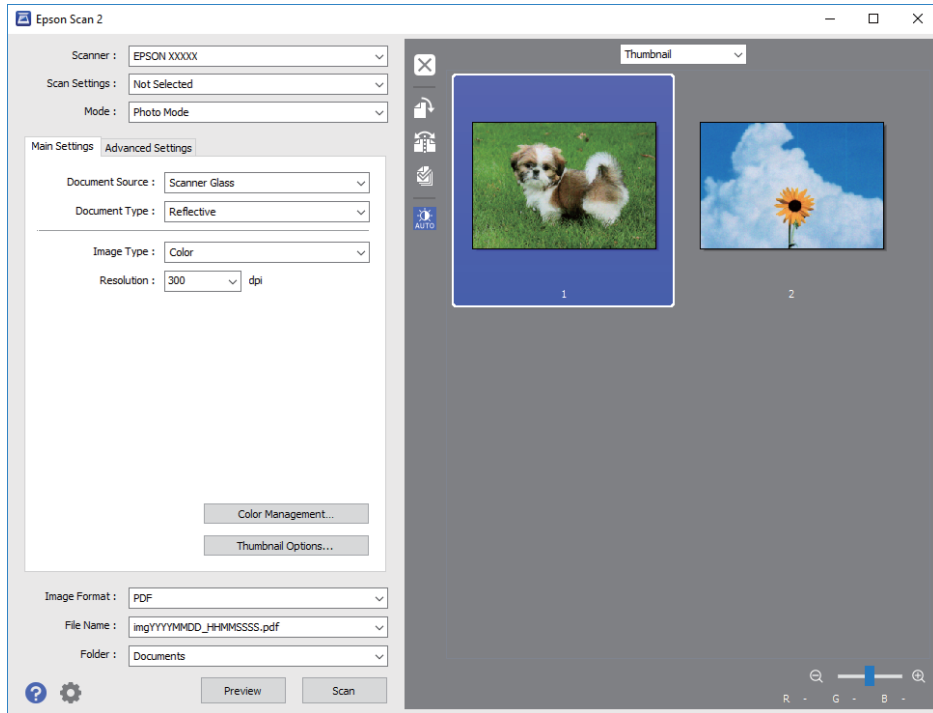 Epson Scan 2
Scanner : EPSON XXXXX
Scan Settings : Not Selected
Mode : Photo Mode
Main Settings Advanced Settings
Document Source : Scanner Glass
Document Type : Reflective
Image Type : Color
Resolution : 300 dpi
Color Management...
Thumbnail Options...
Image Format : PDF
File Name : imgYYYYMMDD_HHMMSSSS.pdf
Folder : Documents
Preview Scan
Thumbnail
AUTO
1 2
R - G - B -